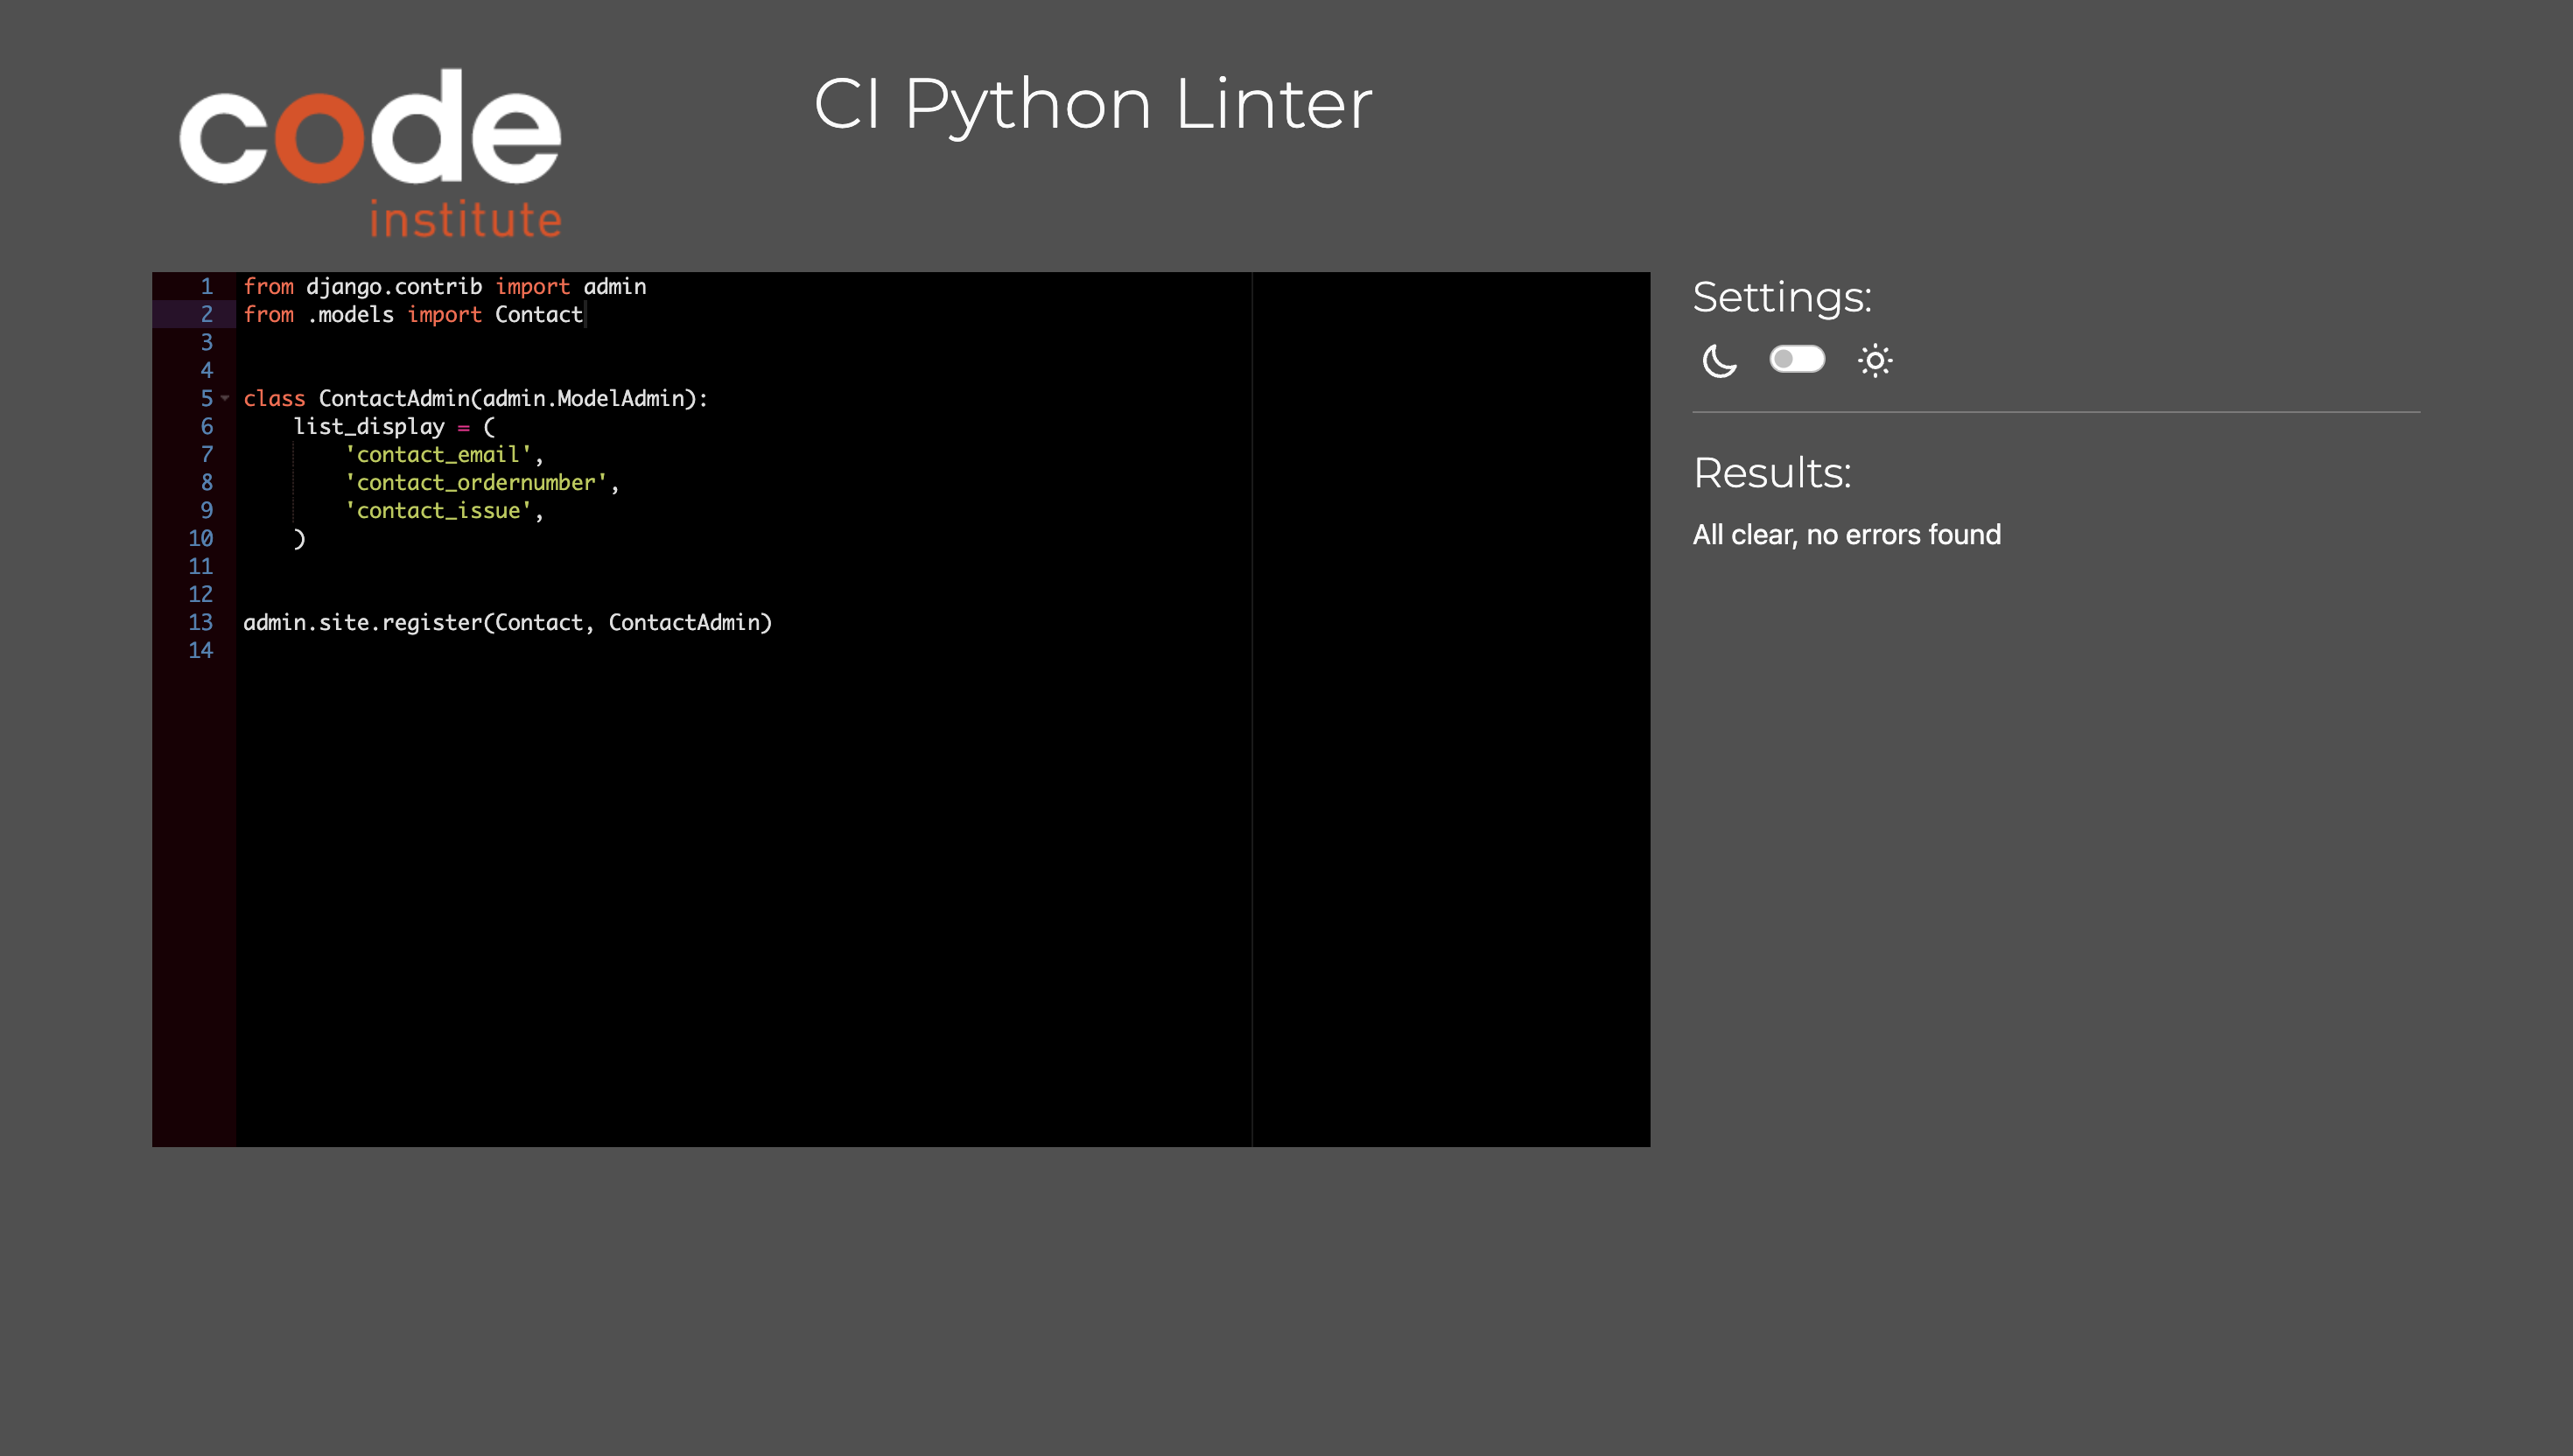 code
institute
CI Python Linter
1 from django.contrib import admin
2 from .models import Contact
3
4
5 class ContactAdmin(admin.ModelAdmin):
6     list_display = (
7         'contact_email',
8         'contact_ordernumber',
9         'contact_issue',
10     )
11
12
13 admin.site.register(Contact, ContactAdmin)
14
Settings:
Results:
All clear, no errors found